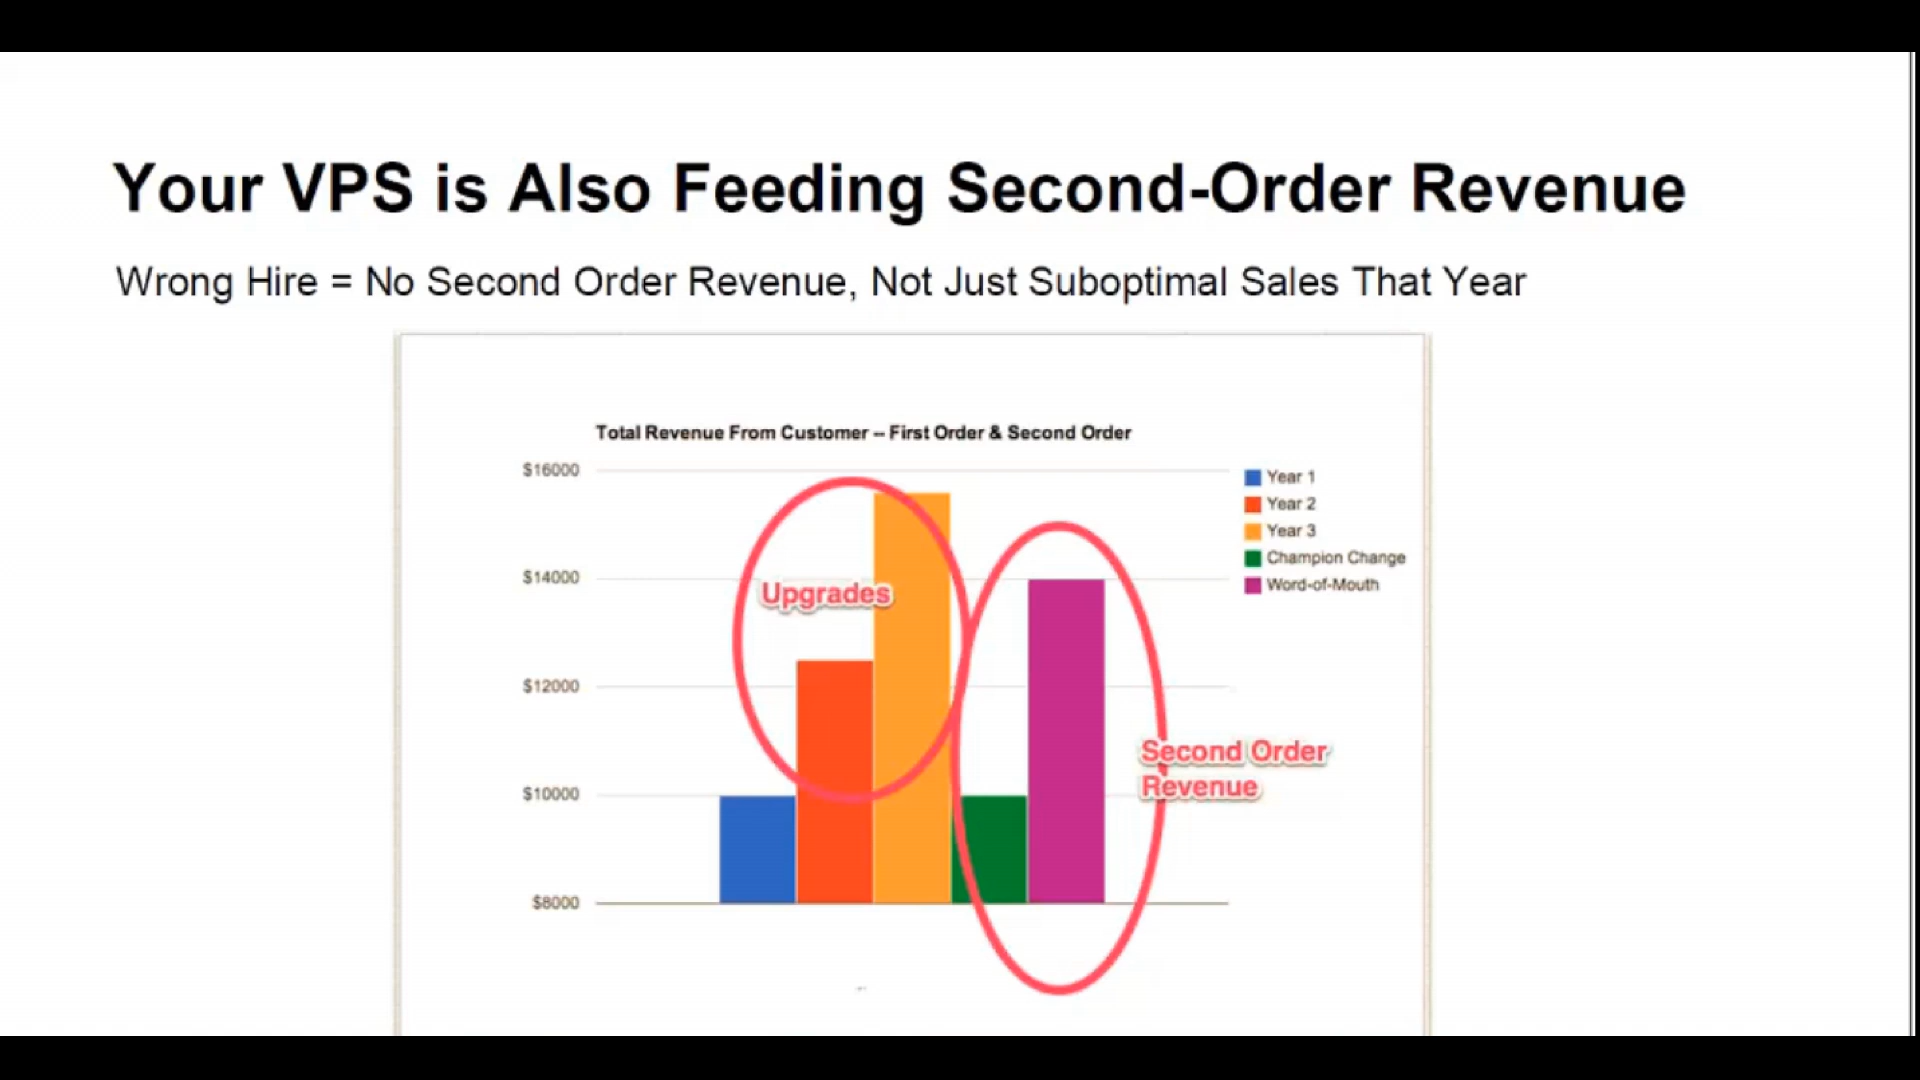 Your VPS is Also Feeding Second-Order Revenue
Wrong Hire = No Second Order Revenue, Not Just Suboptimal Sales That Year
Total Revenue From Customer – First Order & Second Order
$16000
$14000
$12000
$10000
$8000
Upgrades
Second Order
Revenue
Year 1
Year 2
Year 3
Champion Change
Word-of-Mouth